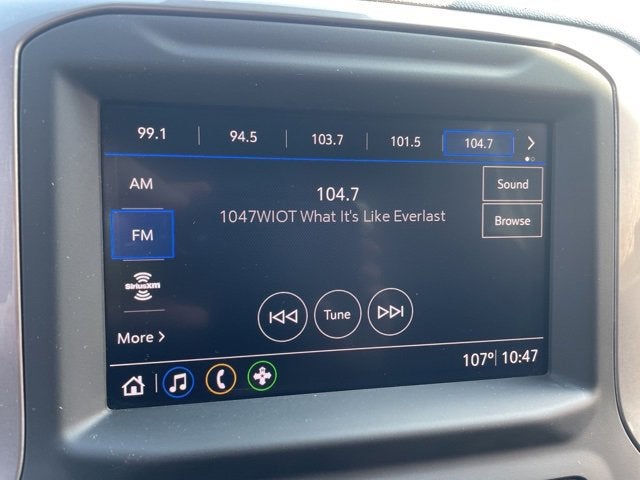 99.1 94.5 103.7 101.5 104.7
AM
FM
SiriusXM
More
104.7
1047WIOT What It's Like Everlast
Sound
Browse
Tune
107° 10:47